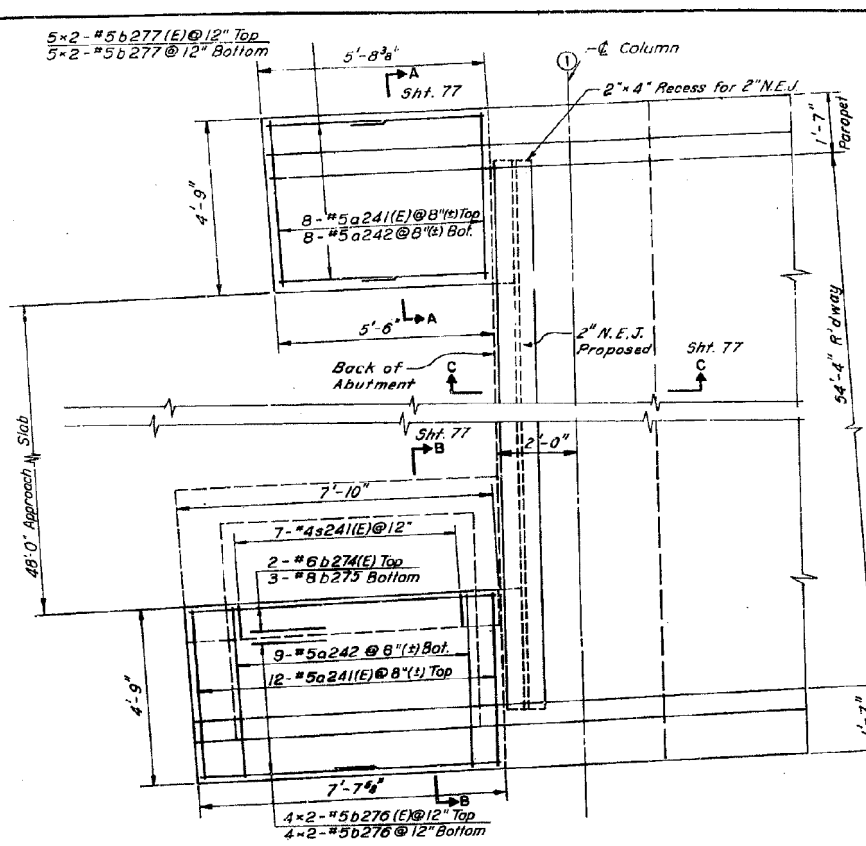 5×2-#5b277(E)@12" Top
5×2-#5b277@12" Bottom
5'-8⅜"
A
Sht. 77
1
℄ Column
2"×4" Recess for 2" N.E.J.
1'-7"
Parapet
4'-9"
8-#5a241(E)@8"(±)Top
8-#5a242@8"(±) Bot.
A
5'-6"
2" N.E.J.
Proposed
Back of
Abutment
C
Sht. 77
C
54'-4" R'dway
Sht. 77
B
2'-0"
48'-0" Approach Slab
7'-10"
7-#4s241(E)@12"
2-#6b274(E) Top
3-#8b275 Bottom
9-#5a242 @8"(±) Bot.
12-#5a241(E)@8"(±) Top
4'-9"
1'-7"
7'-7⅝"
B
4×2-#5b276(E)@12" Top
4×2-#5b276@12" Bottom